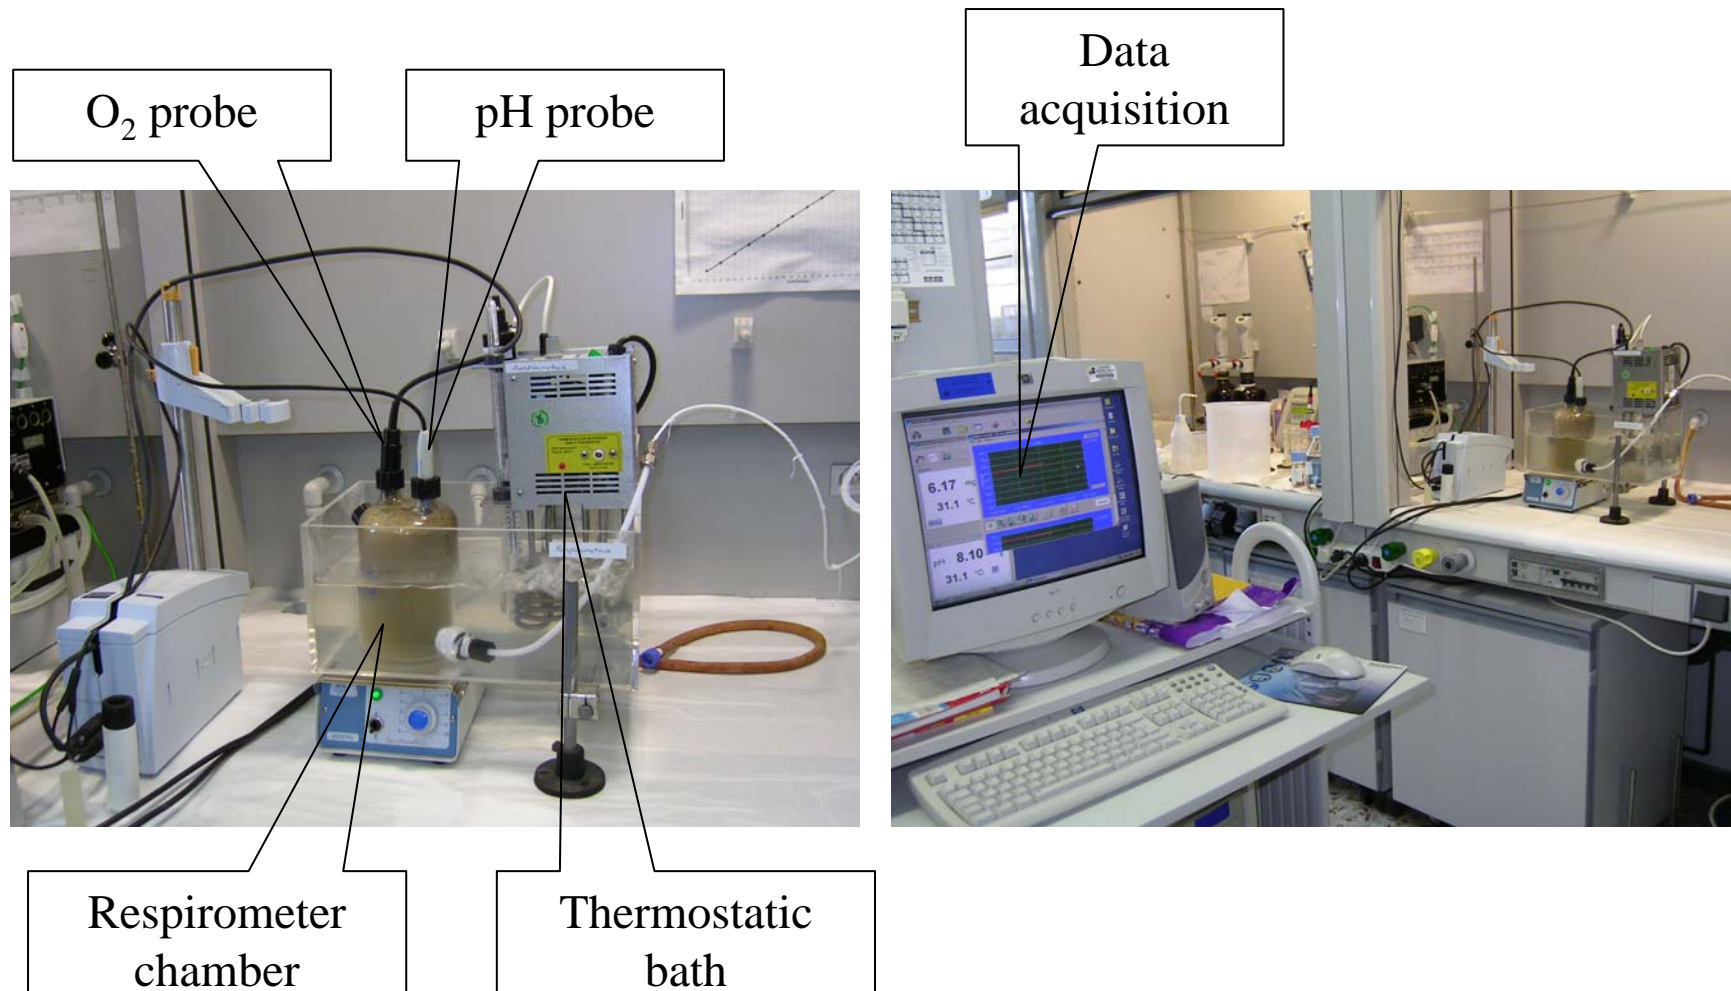 O₂ probe
pH probe
Data
acquisition
6.17 mg
31.1 °C
pH 8.10
31.1 °C
Respirometer
chamber
Thermostatic
bath